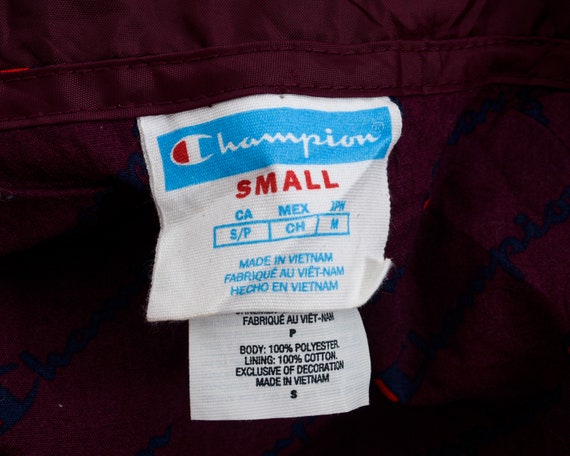 Champion
SMALL
CA MEX JPN
S/P CH M
MADE IN VIETNAM
FABRIQUÉ AU VIÊT-NAM
HECHO EN VIETNAM
FABRIQUÉ AU VIÊT-NAM
P
BODY: 100% POLYESTER.
LINING: 100% COTTON.
EXCLUSIVE OF DECORATION
MADE IN VIETNAM
S
Champion